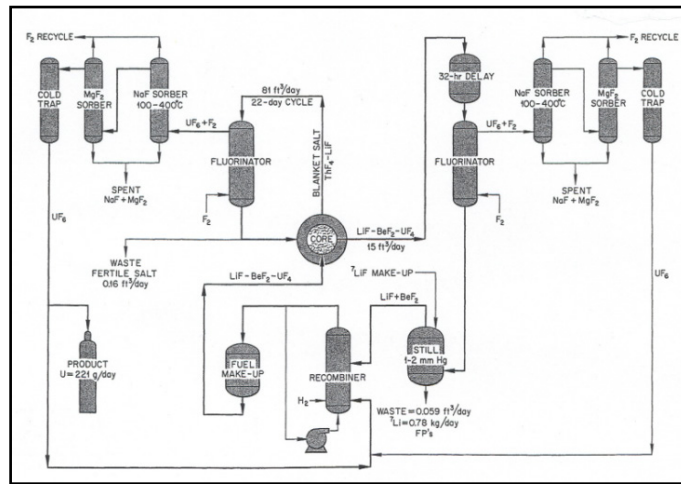 F2 RECYCLE
COLD
TRAP
MgF2
SORBER
NaF SORBER
100-400°C
UF6+F2
FLUORINATOR
F2
SPENT
NaF+MgF2
UF6
61 ft³/day
22-day CYCLE
BLANKET SALT
ThF4-LiF
CORE
WASTE
FERTILE SALT
0.16 ft³/day
LiF-BeF2-UF4
PRODUCT
U=221 g/day
FUEL
MAKE-UP
H2
RECOMBINER
LiF+BeF2
⁷LiF MAKE-UP
STILL
1-2 mm Hg
WASTE=0.059 ft³/day
⁷Li=0.78 kg/day
FP's
LiF-BeF2-UF4
15 ft³/day
32-hr DELAY
FLUORINATOR
F2
UF6+F2
NaF SORBER
100-400°C
MgF2
SORBER
COLD
TRAP
F2 RECYCLE
SPENT
NaF+MgF2
UF6